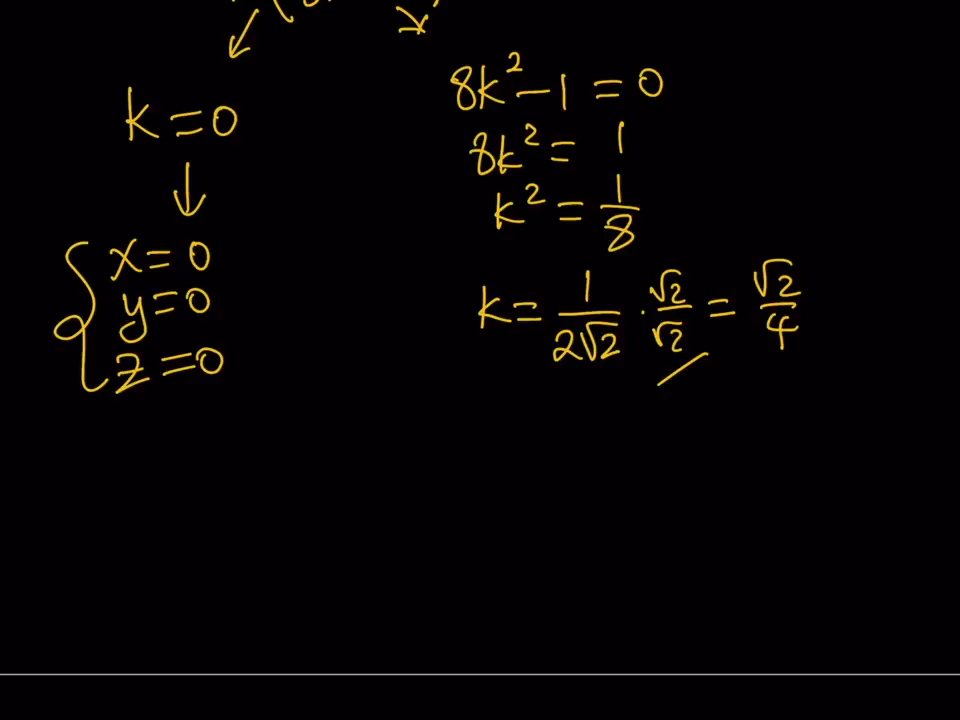 k = 0
↓
x = 0
y = 0
z = 0
8k² - 1 = 0
8k² = 1
k² = 1/8
k = 1/(2√2) · √2/√2 = √2/4